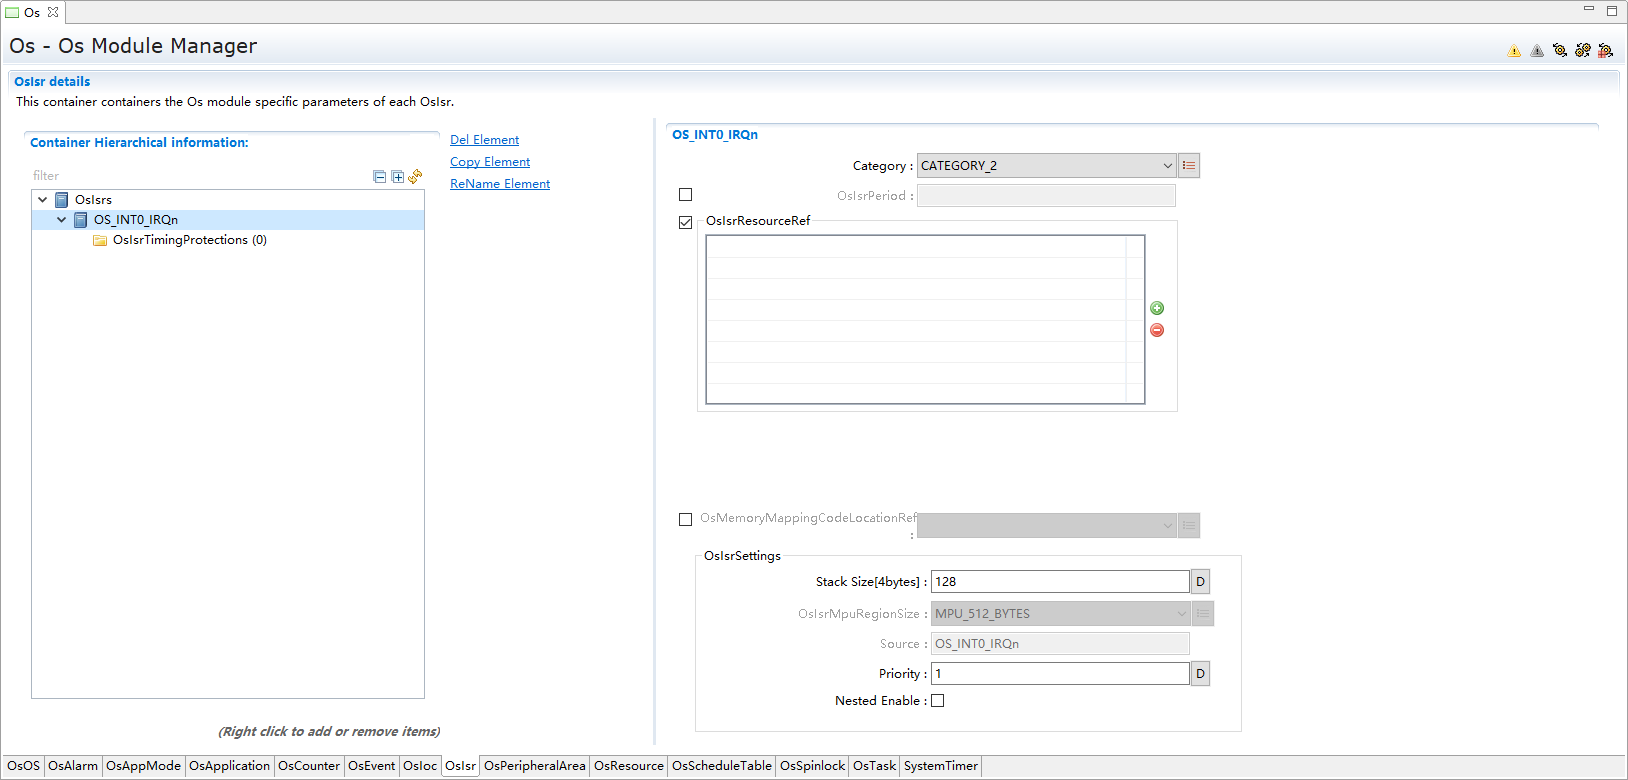 Os
Os - Os Module Manager
OsIsr details
This container containers the Os module specific parameters of each OsIsr.
Container Hierarchical information:
filter
OsIsrs
OS_INT0_IRQn
OsIsrTimingProtections (0)
(Right click to add or remove items)
Del Element
Copy Element
ReName Element
OS_INT0_IRQn
Category : CATEGORY_2
OsIsrPeriod :
OsIsrResourceRef
OsMemoryMappingCodeLocationRef :
OsIsrSettings
Stack Size[4bytes] : 128 D
OsIsrMpuRegionSize : MPU_512_BYTES
Source : OS_INT0_IRQn
Priority : 1 D
Nested Enable :
OsOS OsAlarm OsAppMode OsApplication OsCounter OsEvent OsIoc OsIsr OsPeripheralArea OsResource OsScheduleTable OsSpinlock OsTask SystemTimer